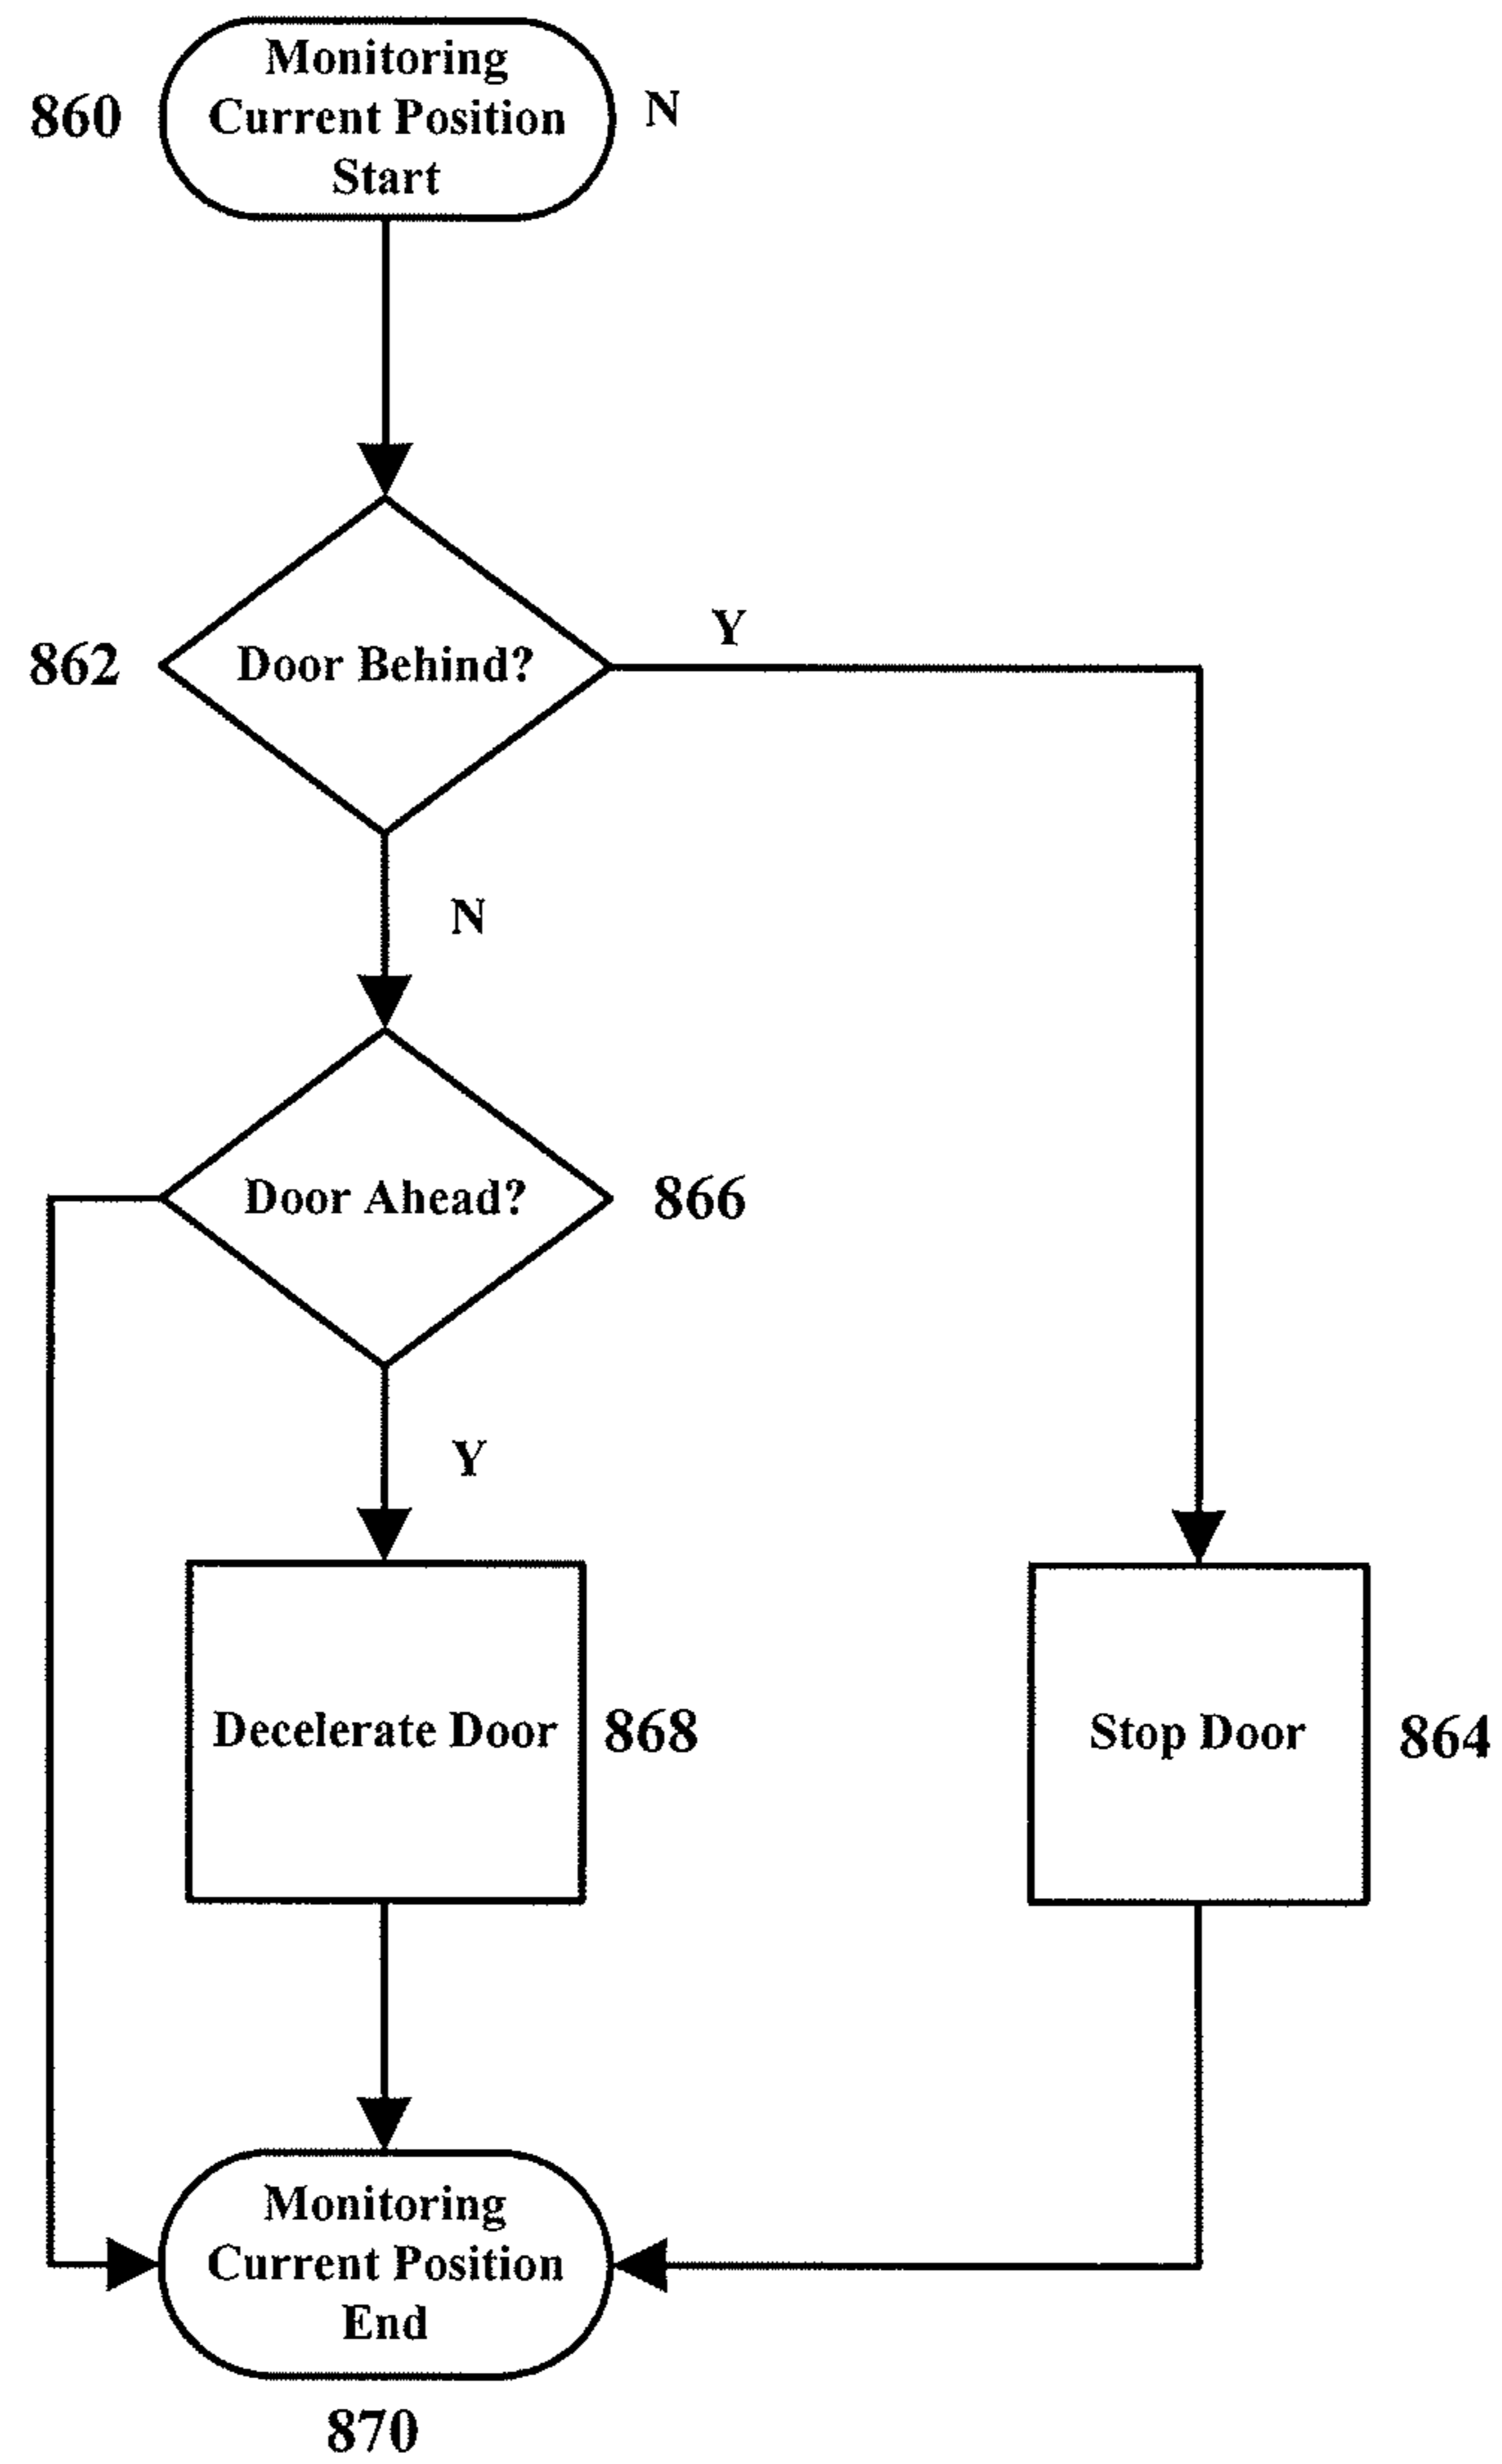 Monitoring
Current Position
Start
860
N
862
Door Behind?
Y
N
Door Ahead?
866
Y
Decelerate Door
868
Stop Door
864
Monitoring
Current Position
End
870